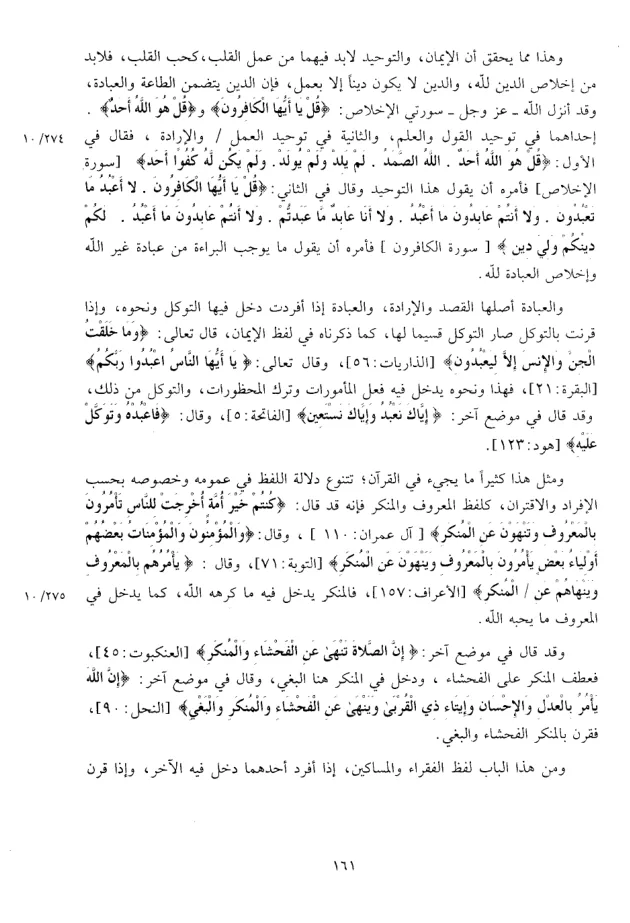 وهذا مما يحقق أن الإيمان، والتوحيد لابد فيهما من عمل القلب،كحب القلب، فلابد
من إخلاص الدين للّه، والدين لا يكون ديناً إلا بعمل، فإن الدين يتضمن الطاعة والعبادة،
وقد أنزل اللّه ـ عز وجل ـ سورتي الإخلاص: ﴿قُلْ يَا أَيُّهَا الْكَافِرُونَ﴾ و﴿قُلْ هُوَ اللَّهُ أَحَدٌ﴾ .
إحداهما في توحيد القول والعلم، والثانية في توحيد العمل / والإرادة ، فقال في ١٠/٢٧٤
الأول: ﴿قُلْ هُوَ اللَّهُ أَحَدٌ . اللَّهُ الصَّمَدُ . لَمْ يَلِدْ وَلَمْ يُولَدْ. وَلَمْ يَكُن لَّهُ كُفُوًا أَحَد﴾ [سورة
الإخلاص] فأمره أن يقول هذا التوحيد وقال في الثاني: ﴿قُلْ يَا أَيُّهَا الْكَافِرُون . لا أَعْبُدُ مَا
تَعْبُدُون . ولا أَنتُمْ عَابِدُون مَا أَعْبُدُ . ولا أَنَا عَابِدٌ مَّا عَبَدتُّمْ . ولا أَنتُمْ عَابِدُونَ مَا أَعْبُدُ . لَكُمْ
دِينُكُمْ وَلِيَ دِين ﴾ [ سورة الكافرون ] فأمره أن يقول ما يوجب البراءة من عبادة غير اللّه
وإخلاص العبادة للّه.
والعبادة أصلها القصد والإرادة، والعبادة إذا أفردت دخل فيها التوكل ونحوه، وإذا
قرنت بالتوكل صار التوكل قسيما لها، كما ذكرناه في لفظ الإيمان، قال تعالى: ﴿وَمَا خَلَقْتُ
الْجِنَّ وَالإِنسَ إِلاَّ لِيَعْبُدُون﴾ [الذاريات:٥٦]، وقال تعالى:﴿ يَا أَيُّهَا النَّاسُ اعْبُدُوا رَبَّكُمُ﴾
[البقرة:٢١]، فهذا ونحوه يدخل فيه فعل المأمورات وترك المحظورات، والتوكل من ذلك،
وقد قال في موضع آخر: ﴿ إِيَّاكَ نَعْبُدُ وَإِيَّاكَ نَسْتَعِين﴾ [الفاتحة:٥]، وقال: ﴿فَاعْبُدْهُ وَتَوَكَّلْ
عَلَيْه﴾ [هود:١٢٣].
ومثل هذا كثيراً ما يجيء في القرآن؛ تتنوع دلالة اللفظ في عمومه وخصوصه بحسب
الإفراد والاقتران، كلفظ المعروف والمنكر فإنه قد قال: ﴿كُنتُمْ خَيْرَ أُمَّةٍ أُخْرِجَتْ لِلنَّاسِ تَأْمُرُونَ
بِالْمَعْرُوفِ وَتَنْهَوْنَ عَنِ الْمُنكَر﴾ [ آل عمران: ١١٠ ] ، وقال:﴿وَالْمُؤْمِنُونَ وَالْمُؤْمِنَاتُ بَعْضُهُمْ
أَوْلِيَاءُ بَعْضٍ يَأْمُرُونَ بِالْمَعْرُوفِ وَيَنْهَوْنَ عَنِ الْمُنكَر﴾ [التوبة:٧١]، وقال : ﴿ يَأْمُرُهُم بِالْمَعْرُوف
وَيَنْهَاهُمْ عَنِ / الْمُنكَر﴾ [الأعراف:١٥٧]، فالمنكر يدخل فيه ما كرهه اللّه، كما يدخل في ١٠/٢٧٥
المعروف ما يحبه اللّه.
وقد قال في موضع آخر:﴿ إِنَّ الصَّلاةَ تَنْهَىٰ عَنِ الْفَحْشَاءِ وَالْمُنكَر﴾ [العنكبوت:٤٥]،
فعطف المنكر على الفحشاء ، ودخل في المنكر هنا البغي، وقال في موضع آخر: ﴿إِنَّ اللَّهَ
يَأْمُرُ بِالْعَدْلِ وَالإِحْسَانِ وَإِيتَاءِ ذِي الْقُرْبَىٰ وَيَنْهَىٰ عَنِ الْفَحْشَاءِ وَالْمُنكَرِ وَالْبَغْي﴾ [النحل:٩٠]،
فقرن بالمنكر الفحشاء والبغي.
ومن هذا الباب لفظ الفقراء والمساكين، إذا أفرد أحدهما دخل فيه الآخر، وإذا قرن
١٦١